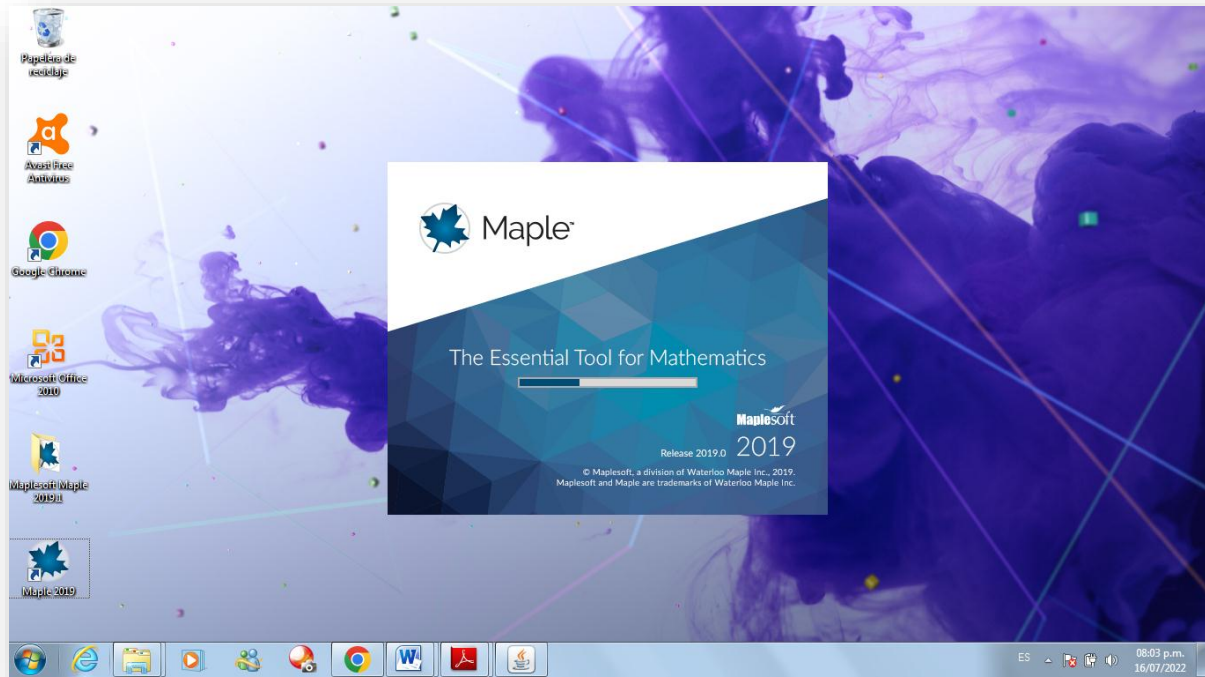 Papelera de
reciclaje
Avast Free
Antivirus
Google Chrome
Microsoft Office
2010
Maplesoft Maple
2019.1
Maple 2019
Maple™
The Essential Tool for Mathematics
Maplesoft
Release 2019.0 2019
© Maplesoft, a division of Waterloo Maple Inc., 2019.
Maplesoft and Maple are trademarks of Waterloo Maple Inc.
ES
08:03 p.m.
16/07/2022